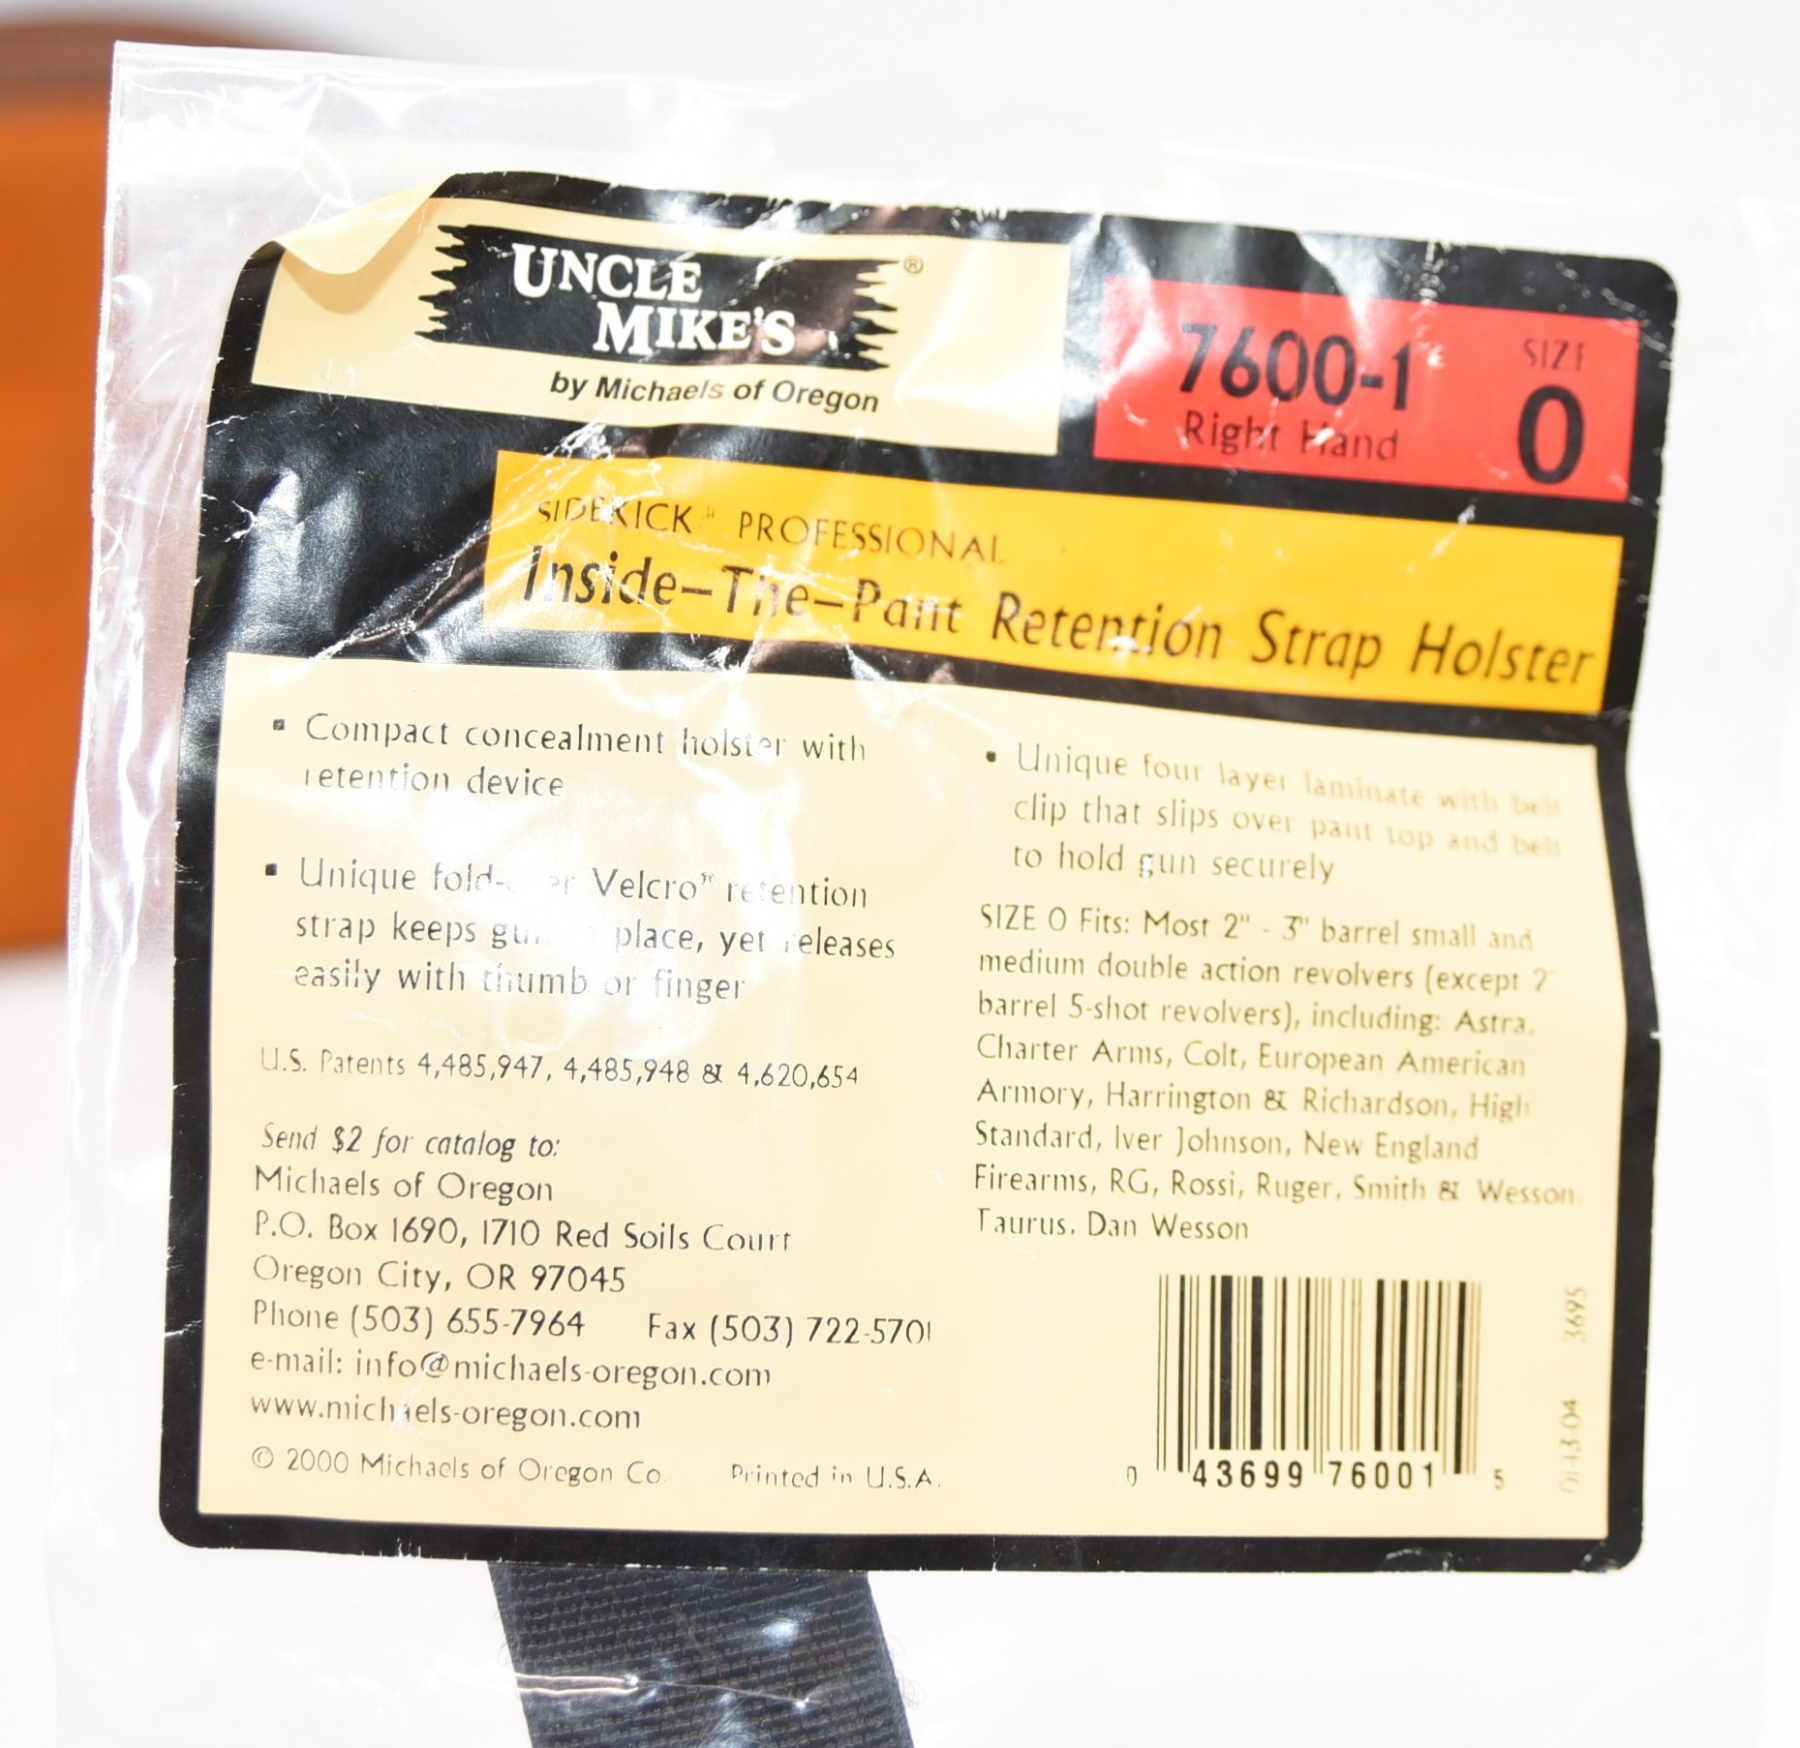 UNCLE
MIKE'S®
by Michaels of Oregon
7600-1
Right Hand
SIZE
0
SIDEKICK® PROFESSIONAL
Inside-The-Pant Retention Strap Holster
▪ Compact concealment holster with
retention device
▪ Unique fold- Velcro® retention
strap keeps place, yet releases
easily with thumb or finger
U.S. Patents 4,485,947, 4,485,948 & 4,620,654
Send $2 for catalog to:
Michaels of Oregon
P.O. Box 1690, 1710 Red Soils Court
Oregon City, OR 97045
Phone (503) 655-7964 Fax (503) 722-5701
e-mail: info@michaels-oregon.com
www.michaels-oregon.com
© 2000 Michaels of Oregon Co. Printed in U.S.A.
▪ Unique four layer laminate with belt
clip that slips over pant top and belt
to hold gun securely
SIZE 0 Fits: Most 2" - 3" barrel small and
medium double action revolvers (except 2"
barrel 5-shot revolvers), including: Astra,
Charter Arms, Colt, European American
Armory, Harrington & Richardson, High
Standard, Iver Johnson, New England
Firearms, RG, Rossi, Ruger, Smith & Wesson,
Taurus, Dan Wesson
0 43699 76001 5
3695